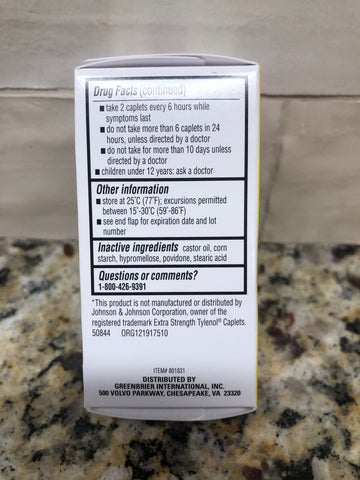 Drug Facts (continued)
■ take 2 caplets every 6 hours while
symptoms last
■ do not take more than 6 caplets in 24
hours, unless directed by a doctor
■ do not take for more than 10 days unless
directed by a doctor
■ children under 12 years: ask a doctor
Other information
■ store at 25˚C (77˚F); excursions permitted
between 15˚-30˚C (59˚-86˚F)
■ see end flap for expiration date and lot
number
Inactive ingredients castor oil, corn
starch, hypromellose, povidone, stearic acid
Questions or comments?
1-800-426-9391
*This product is not manufactured or distributed by
Johnson & Johnson Corporation, owner of the
registered trademark Extra Strength Tylenol® Caplets.
50844 ORG121917510
ITEM# 801831
DISTRIBUTED BY
GREENBRIER INTERNATIONAL, INC.
500 VOLVO PARKWAY, CHESAPEAKE, VA 23320